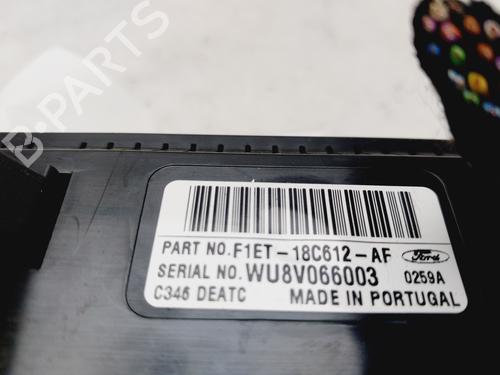 B-PARTS
PART NO. F1ET-18C612-AF Ford
SERIAL NO. WU8V066003 0259A
C346 DEATC MADE IN PORTUGAL